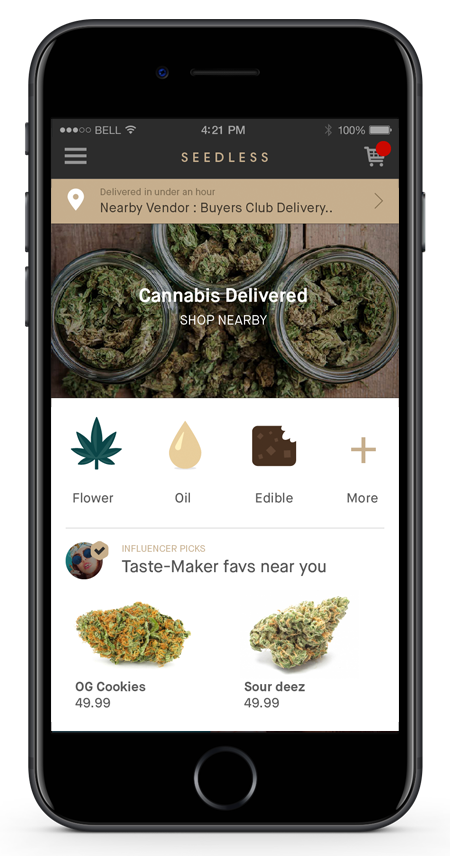 BELL 4:21 PM 100%
SEEDLESS
Delivered in under an hour
Nearby Vendor : Buyers Club Delivery..
Cannabis Delivered
SHOP NEARBY
Flower Oil Edible More
INFLUENCER PICKS
Taste-Maker favs near you
OG Cookies Sour deez
49.99 49.99